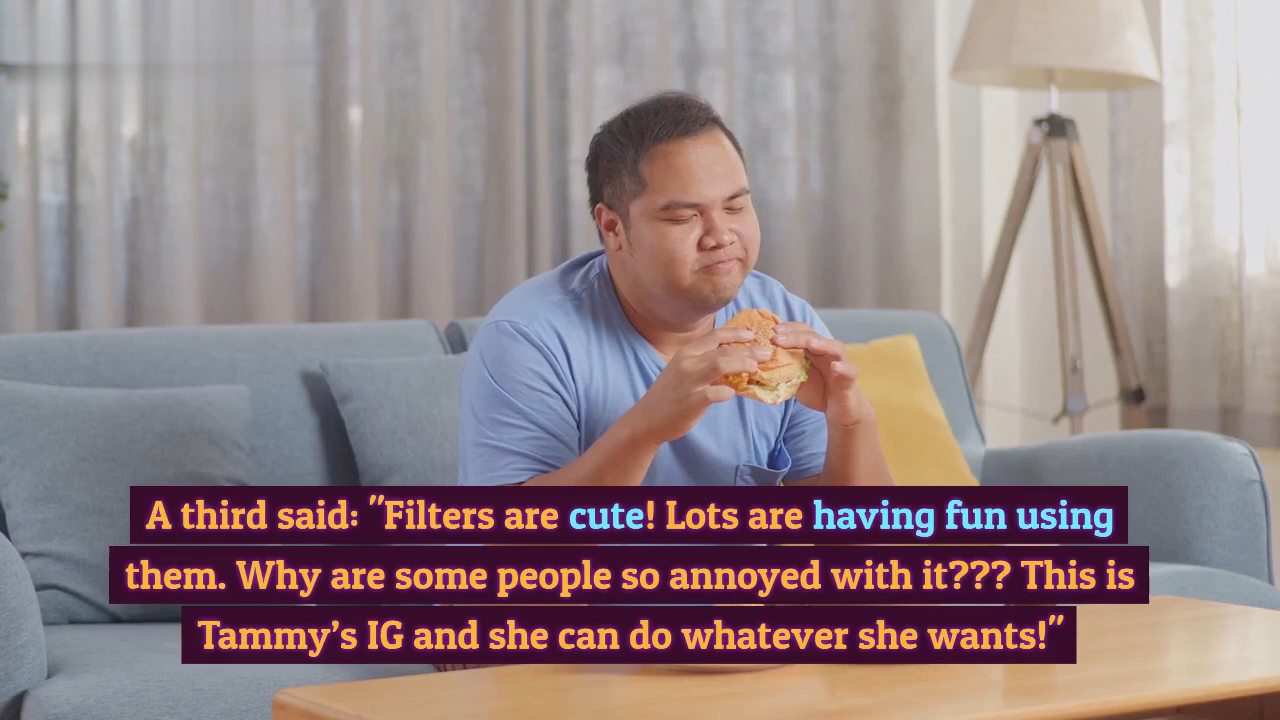 A third said: "Filters are cute! Lots are having fun using
them. Why are some people so annoyed with it??? This is
Tammy’s IG and she can do whatever she wants!"